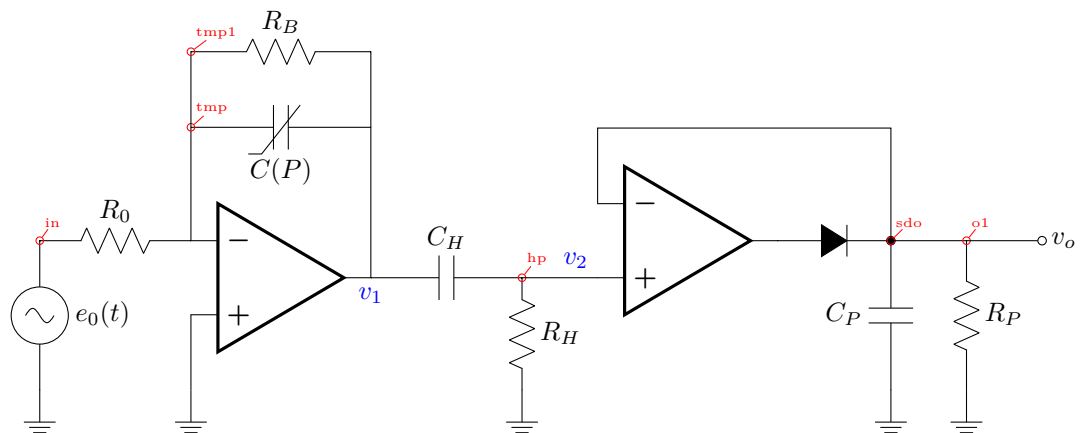 tmp1
R_B
tmp
C(P)
in
R_0
e_0(t)
−
+
v_1
C_H
hp
v_2
R_H
−
+
sdo
o1
v_o
C_P
R_P